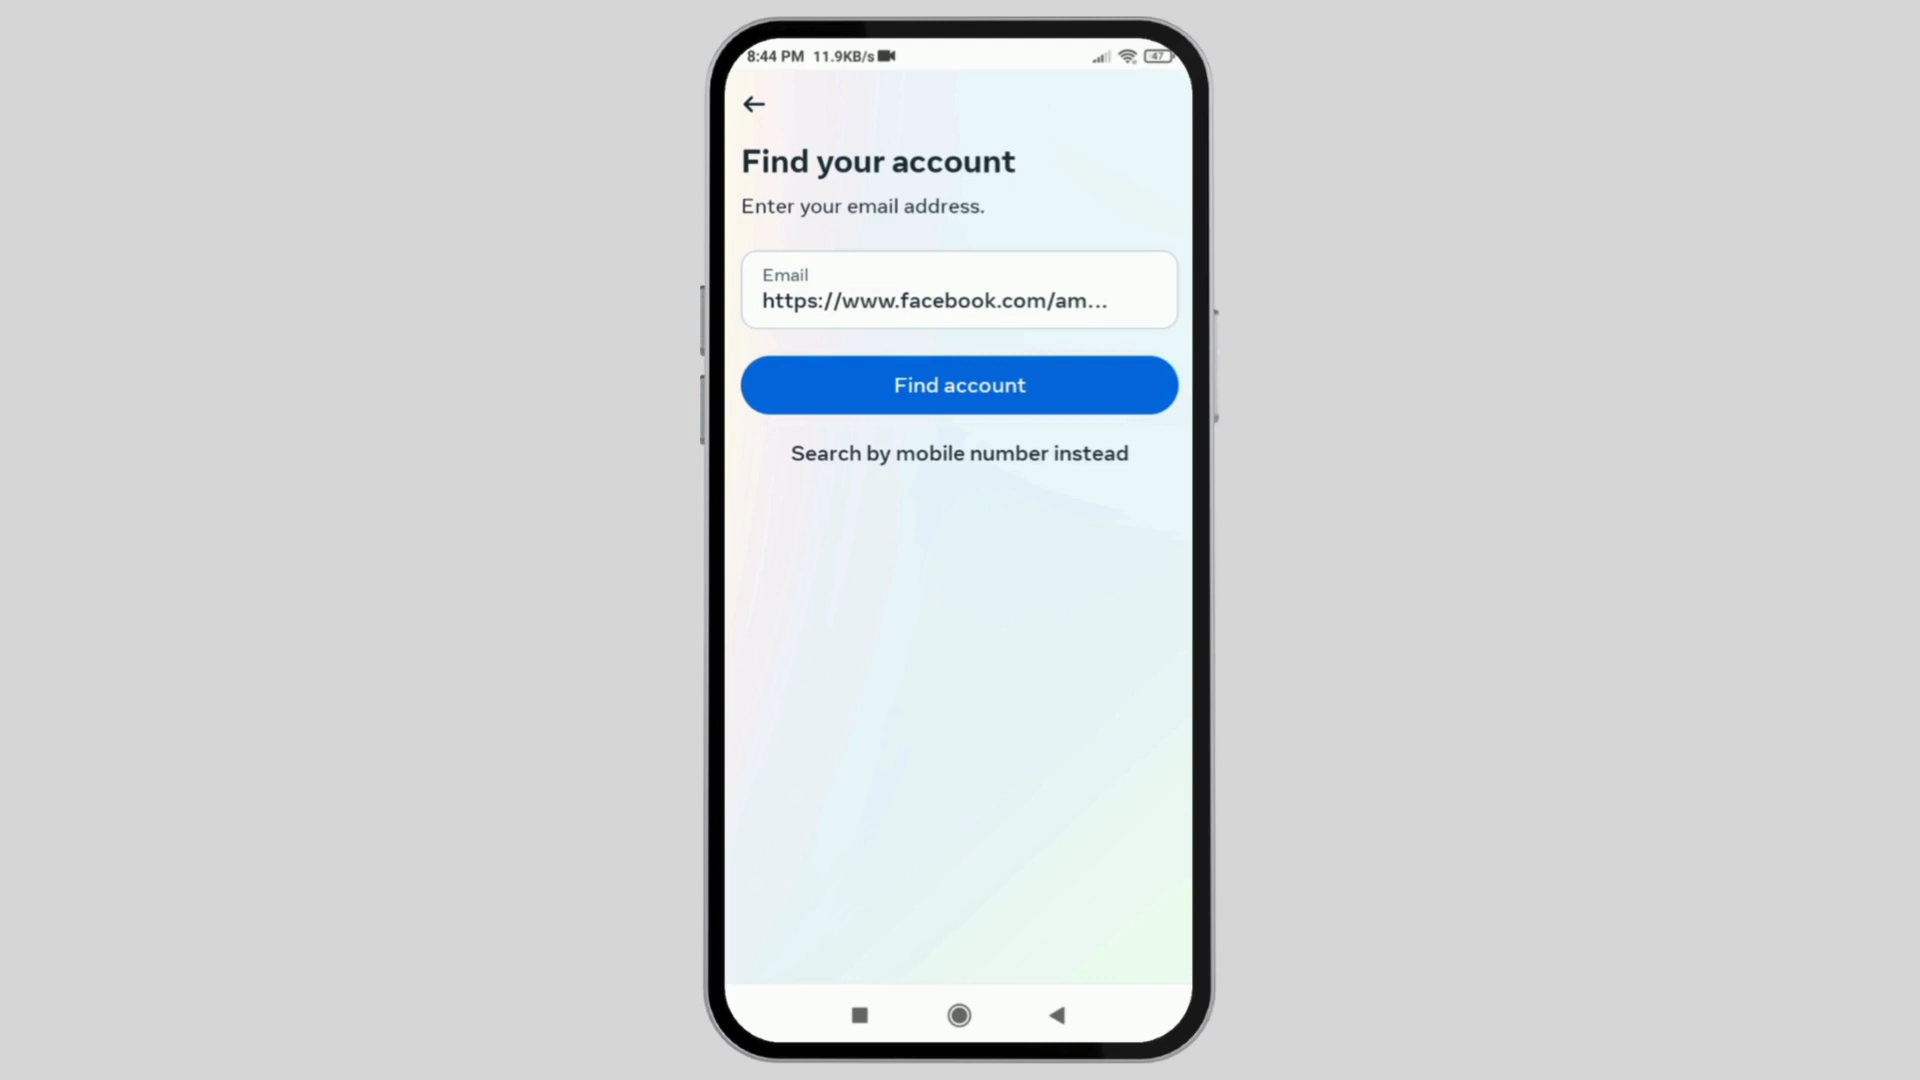 8:44 PM 11.9KB/s 47
Find your account
Enter your email address.
Email
https://www.facebook.com/am...
Find account
Search by mobile number instead